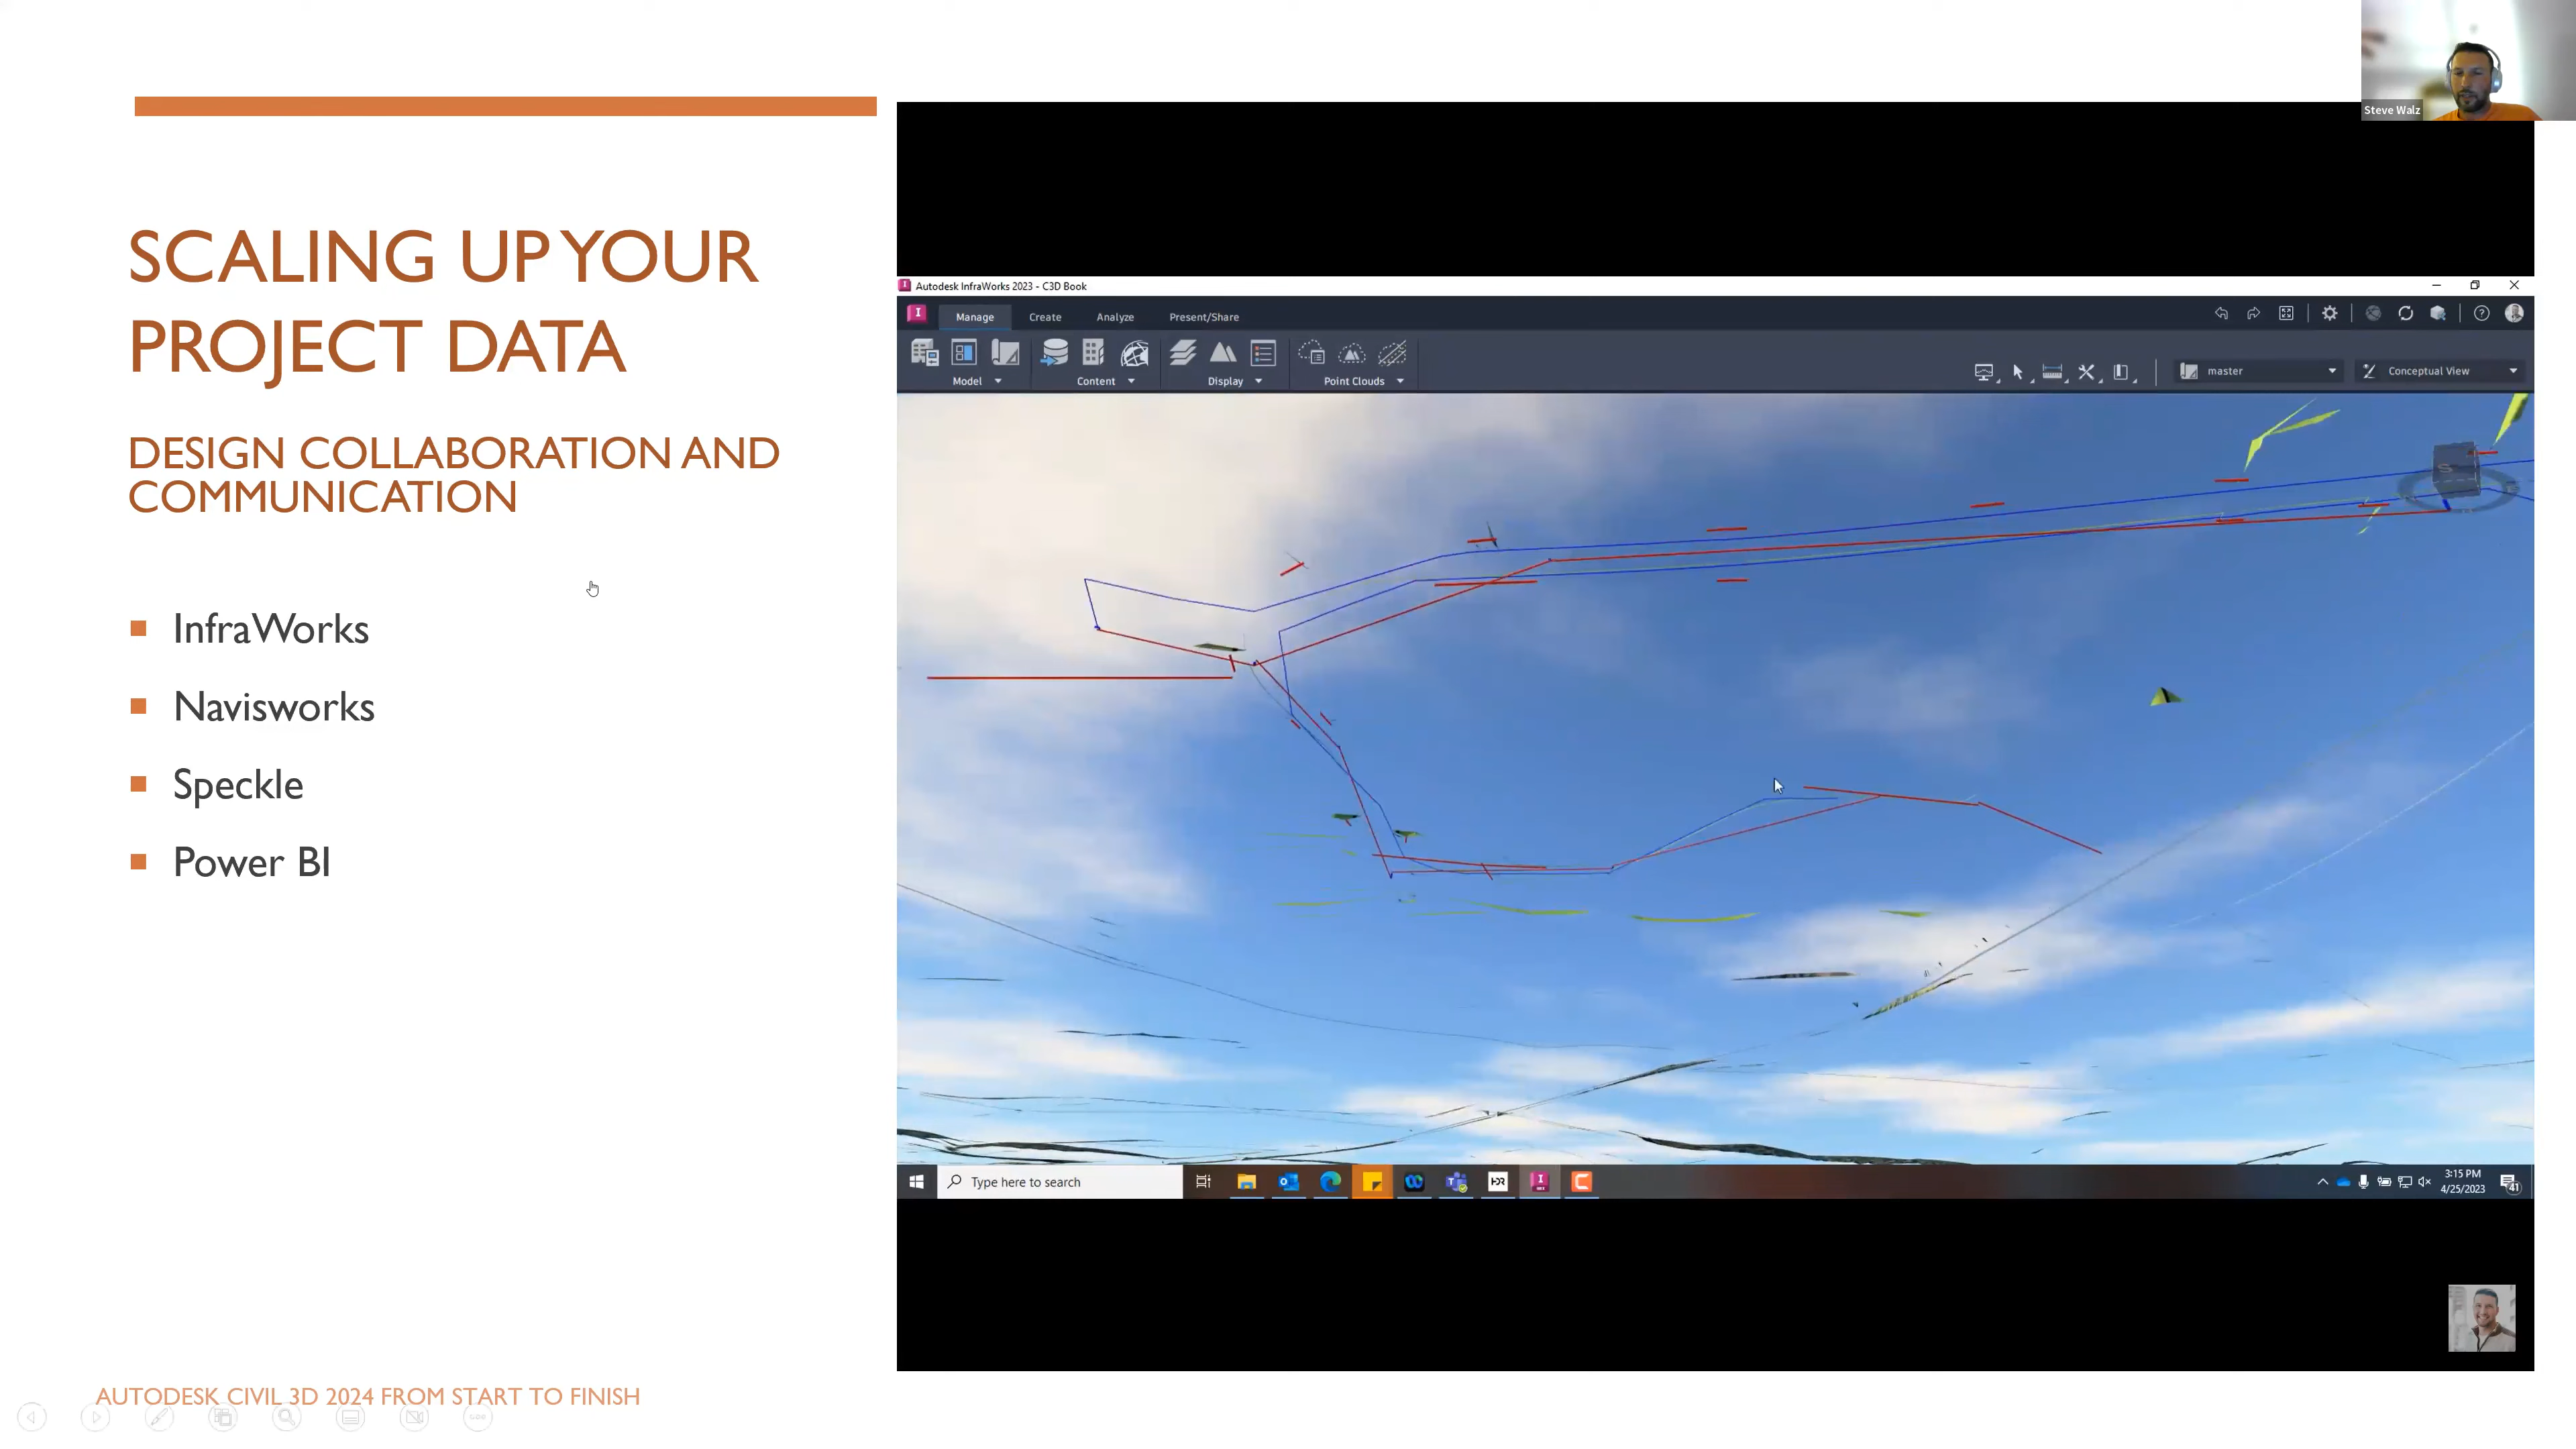 Steve Walz
SCALING UP YOUR
PROJECT DATA
DESIGN COLLABORATION AND
COMMUNICATION
InfraWorks
Navisworks
Speckle
Power BI
Autodesk InfraWorks 2023 - C3D Book
Manage
Create
Analyze
Present/Share
Model
Content
Display
Point Clouds
master
Conceptual View
S
Type here to search
HDR
3:15 PM
4/25/2023
41
AUTODESK CIVIL 3D 2024 FROM START TO FINISH